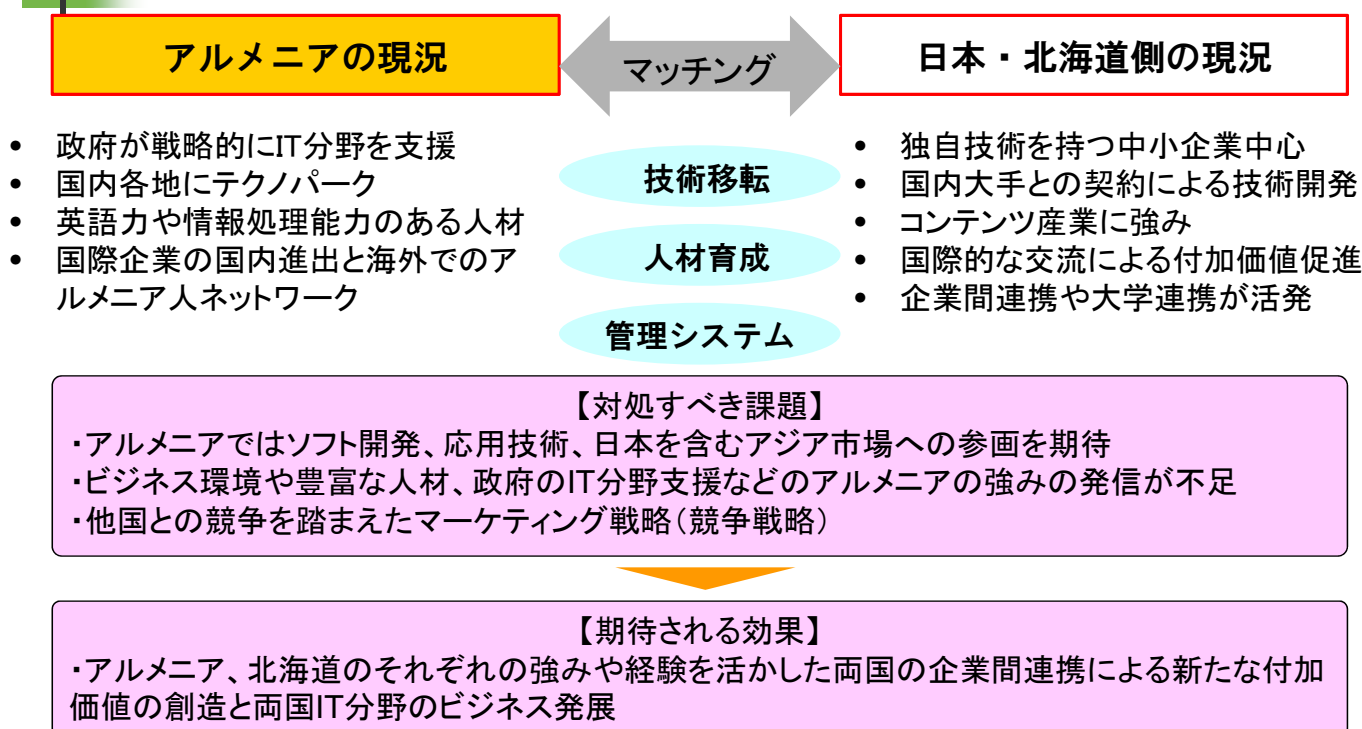 アルメニアの現況
マッチング
日本・北海道側の現況
• 政府が戦略的にIT分野を支援
• 国内各地にテクノパーク
• 英語力や情報処理能力のある人材
• 国際企業の国内進出と海外でのア
ルメニア人ネットワーク
技術移転
人材育成
管理システム
• 独自技術を持つ中小企業中心
• 国内大手との契約による技術開発
• コンテンツ産業に強み
• 国際的な交流による付加価値促進
• 企業間連携や大学連携が活発
【対処すべき課題】
・アルメニアではソフト開発、応用技術、日本を含むアジア市場への参画を期待
・ビジネス環境や豊富な人材、政府のIT分野支援などのアルメニアの強みの発信が不足
・他国との競争を踏まえたマーケティング戦略（競争戦略）
【期待される効果】
・アルメニア、北海道のそれぞれの強みや経験を活かした両国の企業間連携による新たな付加
価値の創造と両国IT分野のビジネス発展